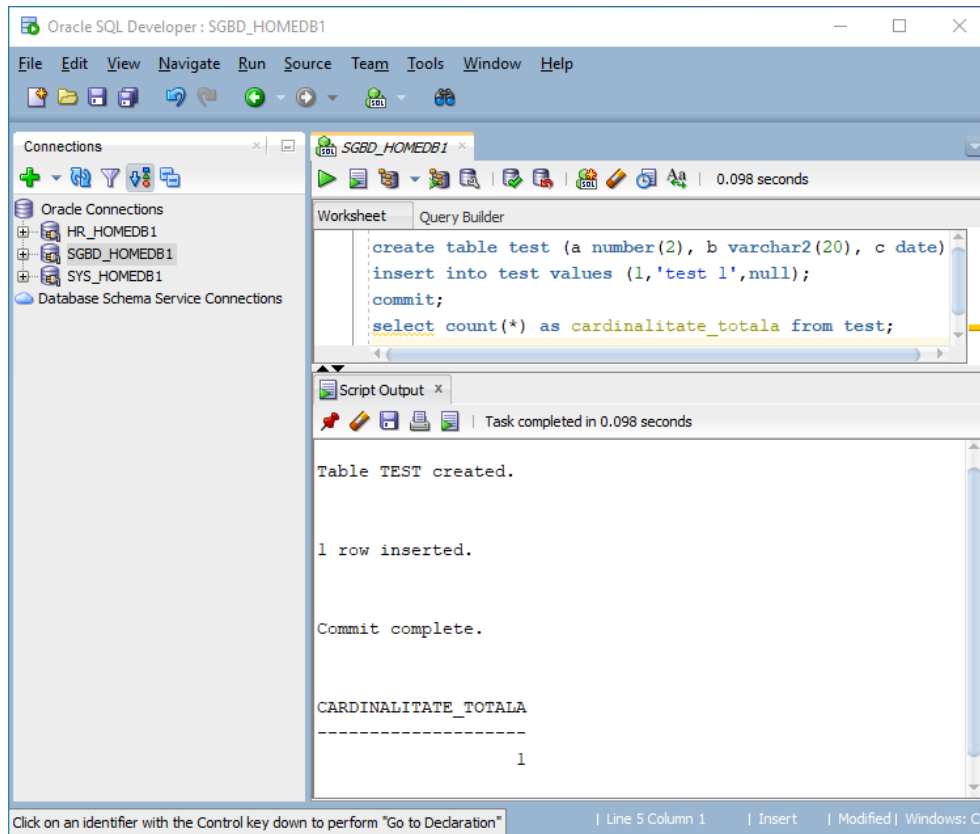 Oracle SQL Developer : SGBD_HOMEDB1
File Edit View Navigate Run Source Team Tools Window Help
Connections
Oracle Connections
HR_HOMEDB1
SGBD_HOMEDB1
SYS_HOMEDB1
Database Schema Service Connections
SGBD_HOMEDB1
0.098 seconds
Worksheet Query Builder
create table test (a number(2), b varchar2(20), c date)
insert into test values (1,'test 1',null);
commit;
select count(*) as cardinalitate_totala from test;
Script Output x
Task completed in 0.098 seconds
Table TEST created.
1 row inserted.
Commit complete.
CARDINALITATE_TOTALA
--------------------
1
Click on an identifier with the Control key down to perform "Go to Declaration"
| Line 5 Column 1 | Insert | Modified | Windows: C